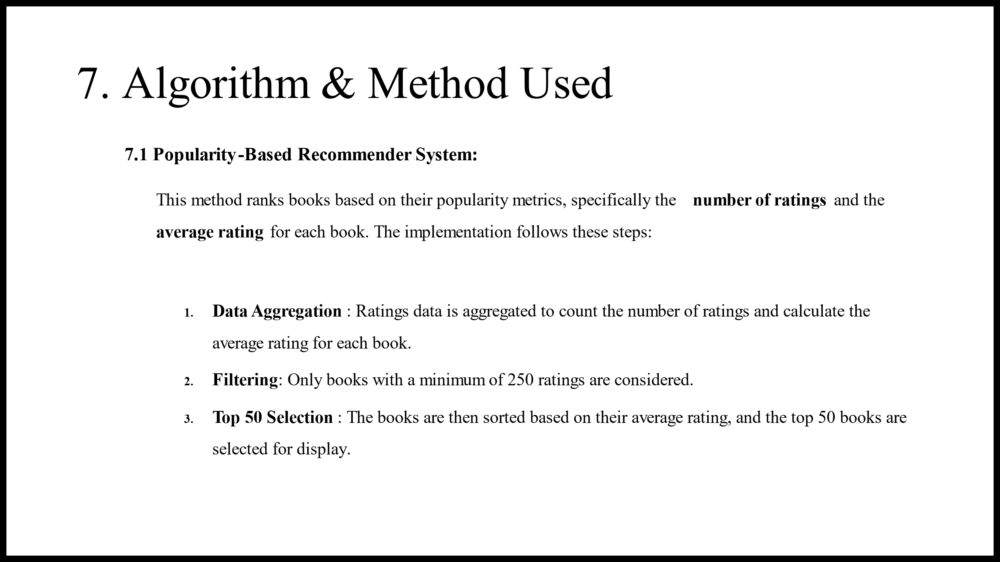 7. Algorithm & Method Used
7.1 Popularity-Based Recommender System:
This method ranks books based on their popularity metrics, specifically the number of ratings and the
average rating for each book. The implementation follows these steps:
1. Data Aggregation : Ratings data is aggregated to count the number of ratings and calculate the
average rating for each book.
2. Filtering: Only books with a minimum of 250 ratings are considered.
3. Top 50 Selection : The books are then sorted based on their average rating, and the top 50 books are
selected for display.